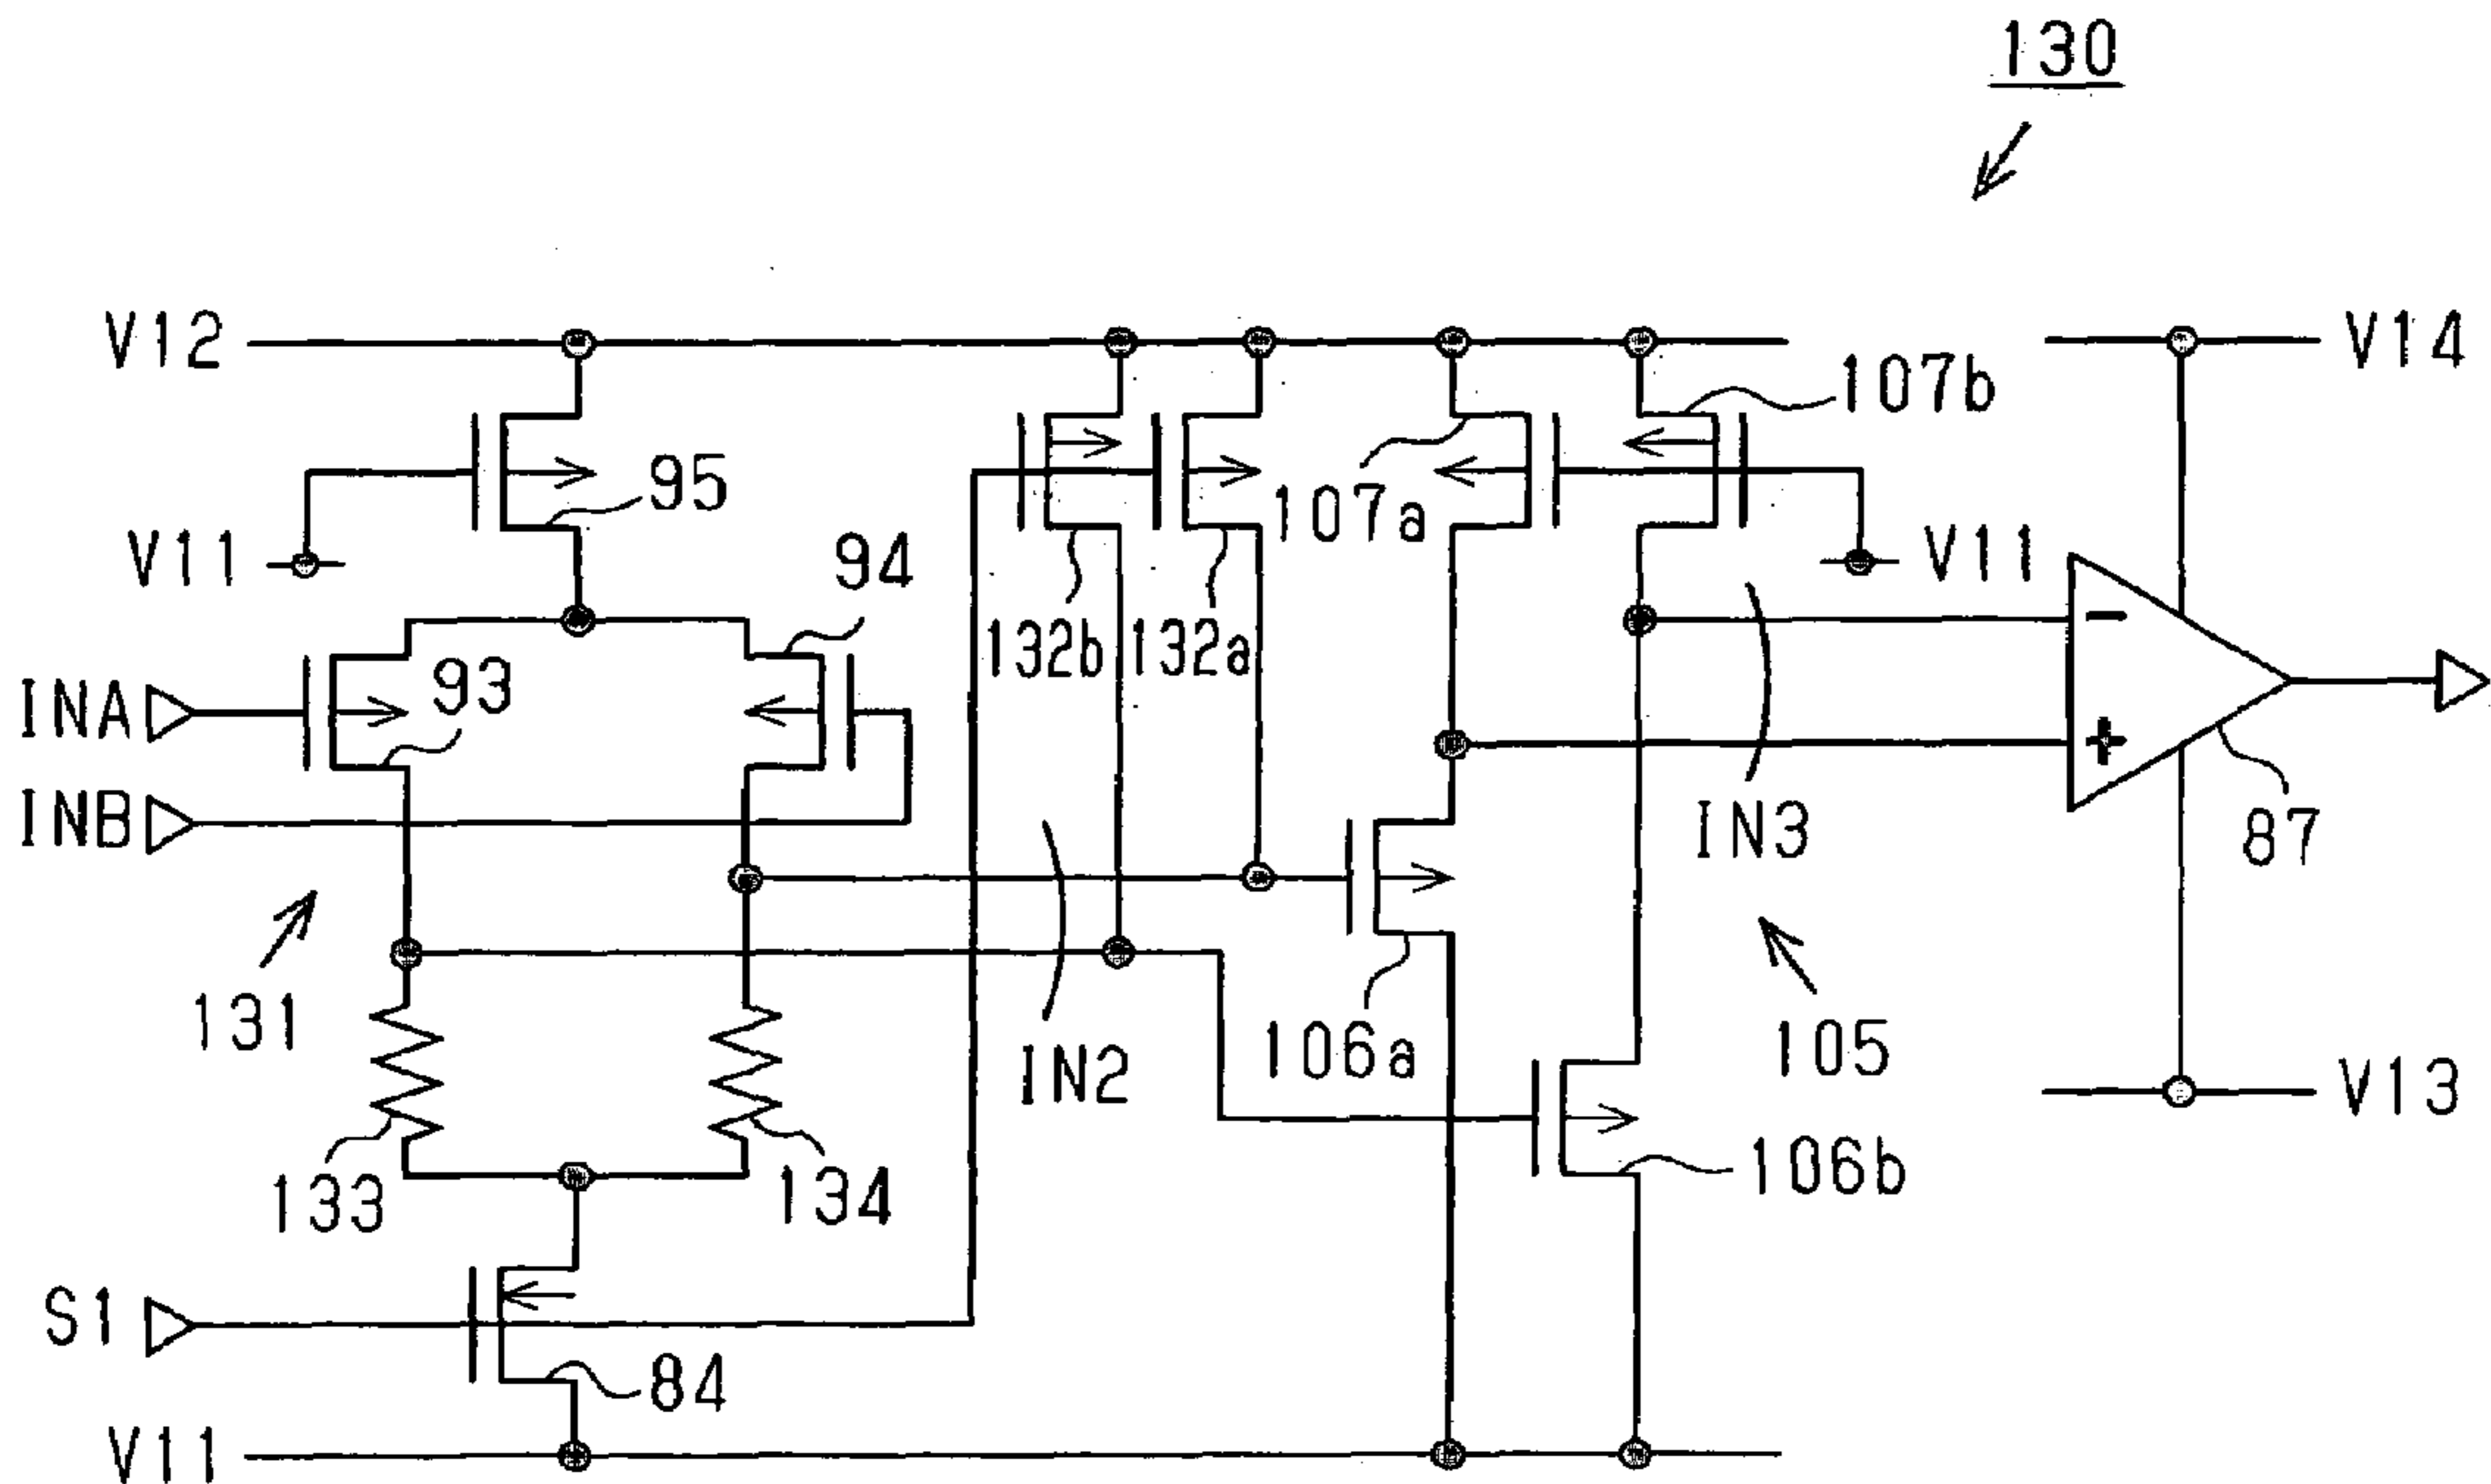 130
V12
V14
107b
95
107a
V11
94
V11
132b
132a
INA
93
−
+
INB
IN3
87
131
IN2
106a
105
V13
133
134
106b
S1
84
V11